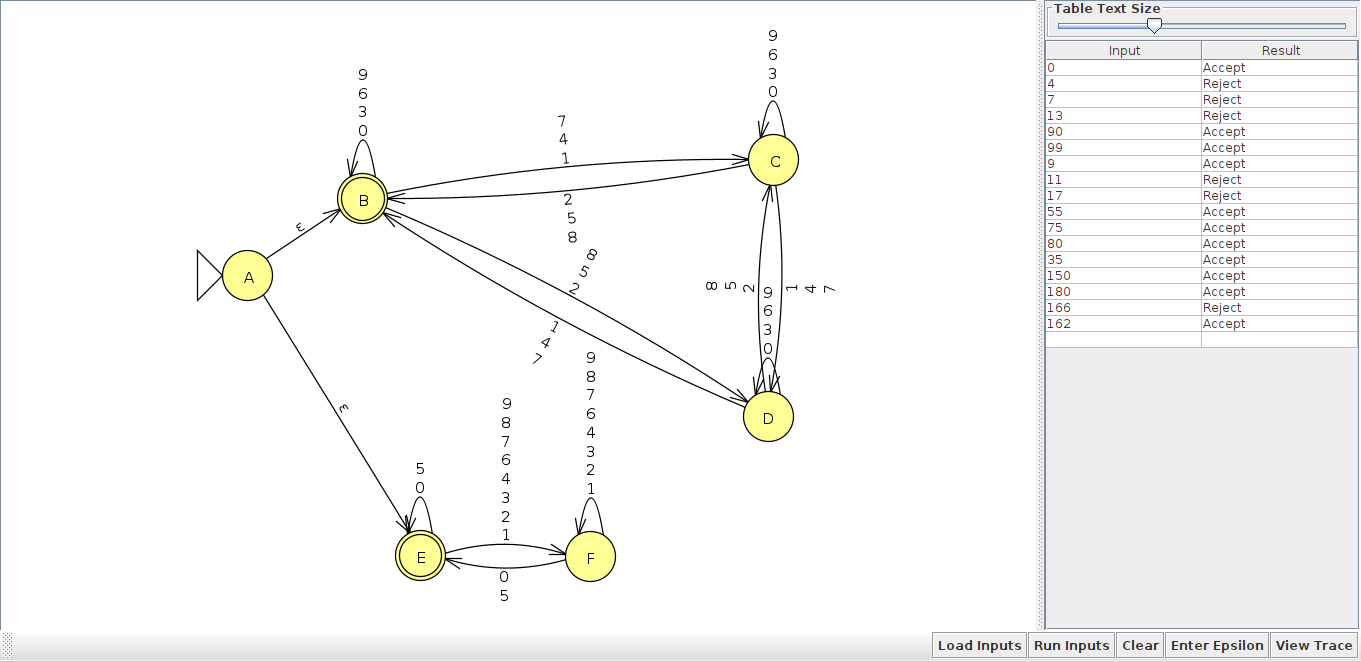 Table Text Size
Input Result
0 Accept
4 Reject
7 Reject
13 Reject
90 Accept
99 Accept
9 Accept
11 Reject
17 Reject
55 Accept
75 Accept
80 Accept
35 Accept
150 Accept
180 Accept
166 Reject
162 Accept
9
6
3
0
C
9
6
3
0
B
7
4
1
2
5
8
8
5
2
1
4
7
ε
A
ε
8
5
2
1
4
7
9
6
3
0
D
5
0
E
9
8
7
6
4
3
2
1
0
5
9
8
7
6
4
3
2
1
F
Load Inputs Run Inputs Clear Enter Epsilon View Trace